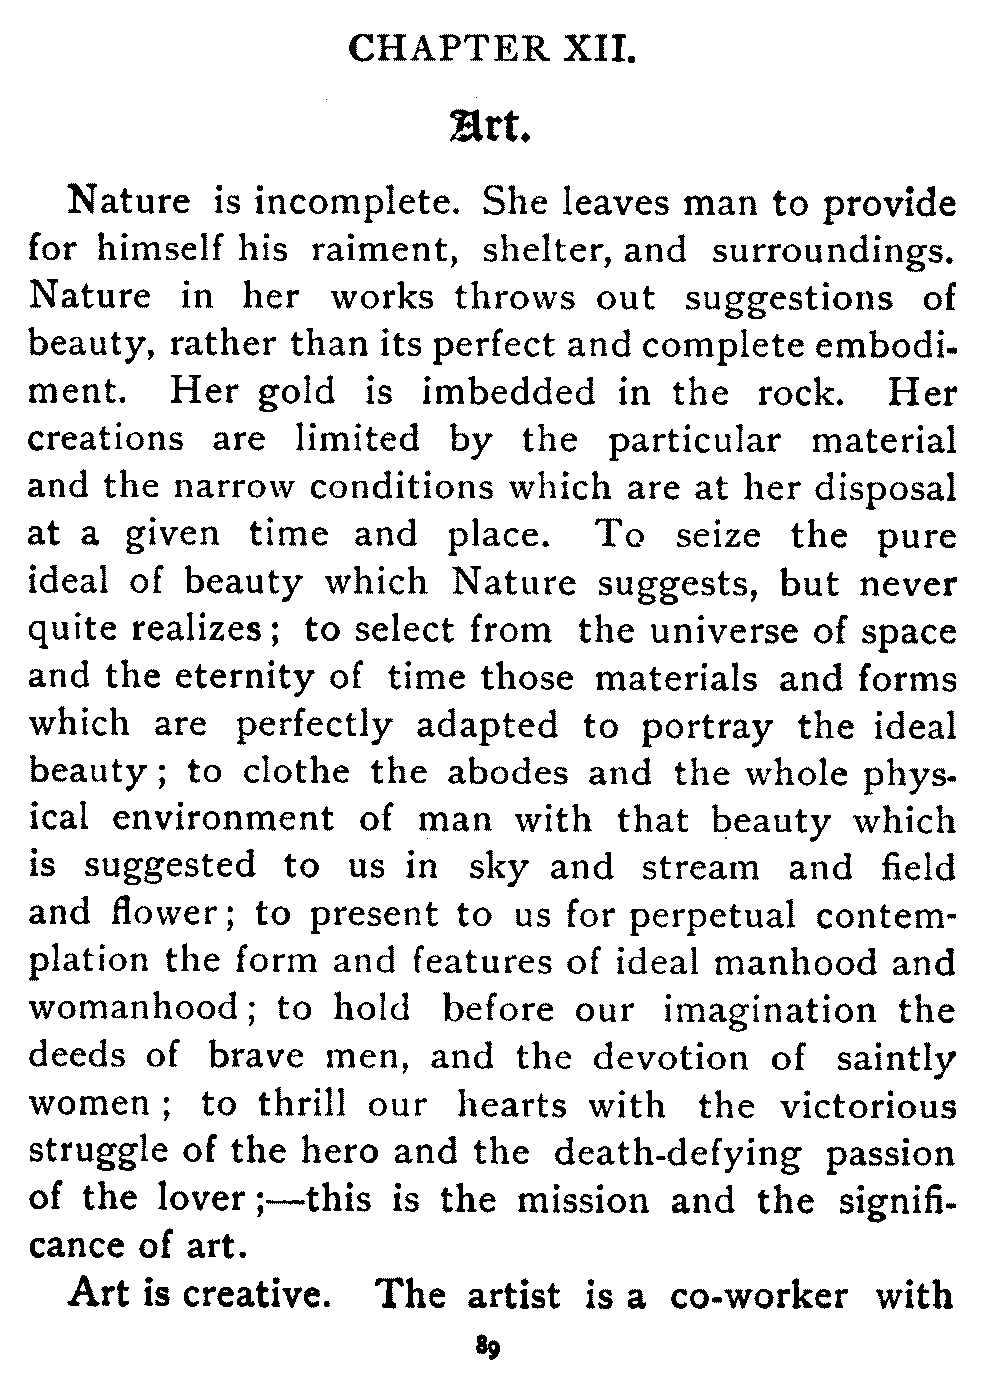 CHAPTER XII.
Art.
Nature is incomplete. She leaves man to provide
for himself his raiment, shelter, and surroundings.
Nature in her works throws out suggestions of
beauty, rather than its perfect and complete embodi-
ment. Her gold is imbedded in the rock. Her
creations are limited by the particular material
and the narrow conditions which are at her disposal
at a given time and place. To seize the pure
ideal of beauty which Nature suggests, but never
quite realizes; to select from the universe of space
and the eternity of time those materials and forms
which are perfectly adapted to portray the ideal
beauty; to clothe the abodes and the whole phys-
ical environment of man with that beauty which
is suggested to us in sky and stream and field
and flower; to present to us for perpetual contem-
plation the form and features of ideal manhood and
womanhood; to hold before our imagination the
deeds of brave men, and the devotion of saintly
women; to thrill our hearts with the victorious
struggle of the hero and the death-defying passion
of the lover;—this is the mission and the signifi-
cance of art.
Art is creative. The artist is a co-worker with
89